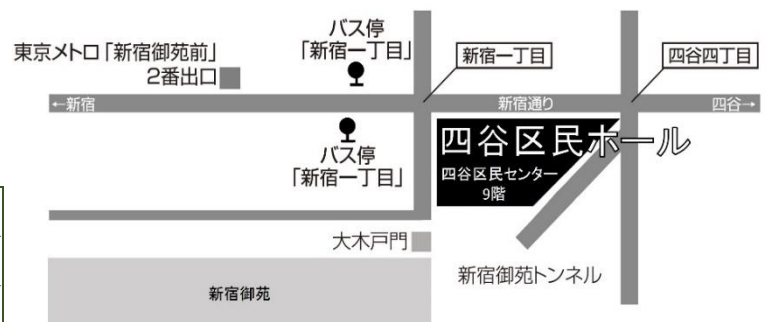 バス停
「新宿一丁目」
東京メトロ「新宿御苑前」
2番出口
新宿一丁目
四谷四丁目
←新宿
新宿通り
四谷→
四谷区民ホール
四谷区民センター
9階
バス停
「新宿一丁目」
大木戸門
新宿御苑トンネル
新宿御苑